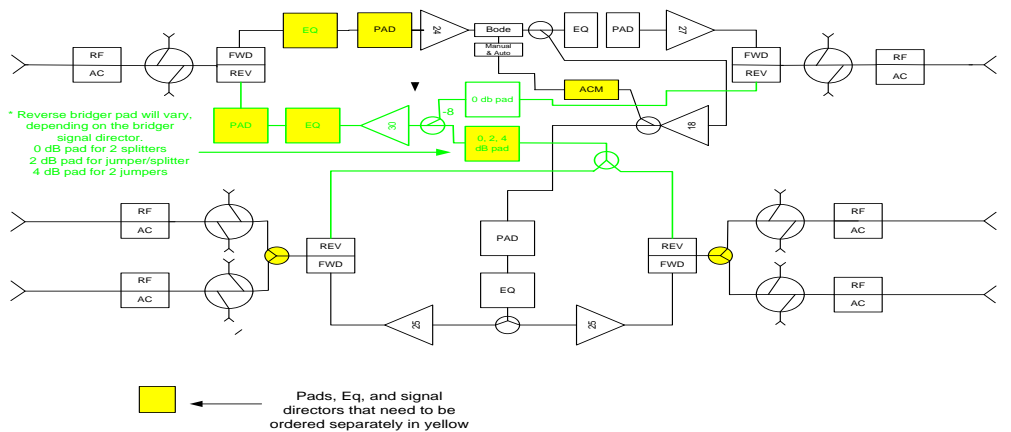 EQ
PAD
24
Bode
Manual
& Auto
EQ
PAD
27
RF
AC
FWD
REV
FWD
REV
RF
AC
* Reverse bridger pad will vary,
depending on the bridger
signal director.
0 dB pad for 2 splitters
2 dB pad for jumper/splitter
4 dB pad for 2 jumpers
PAD
EQ
30
-8
0 db pad
ACM
18
0, 2, 4
dB pad
RF
AC
RF
AC
REV
FWD
PAD
EQ
25
25
REV
FWD
RF
AC
RF
AC
Pads, Eq, and signal
directors that need to be
ordered separately in yellow